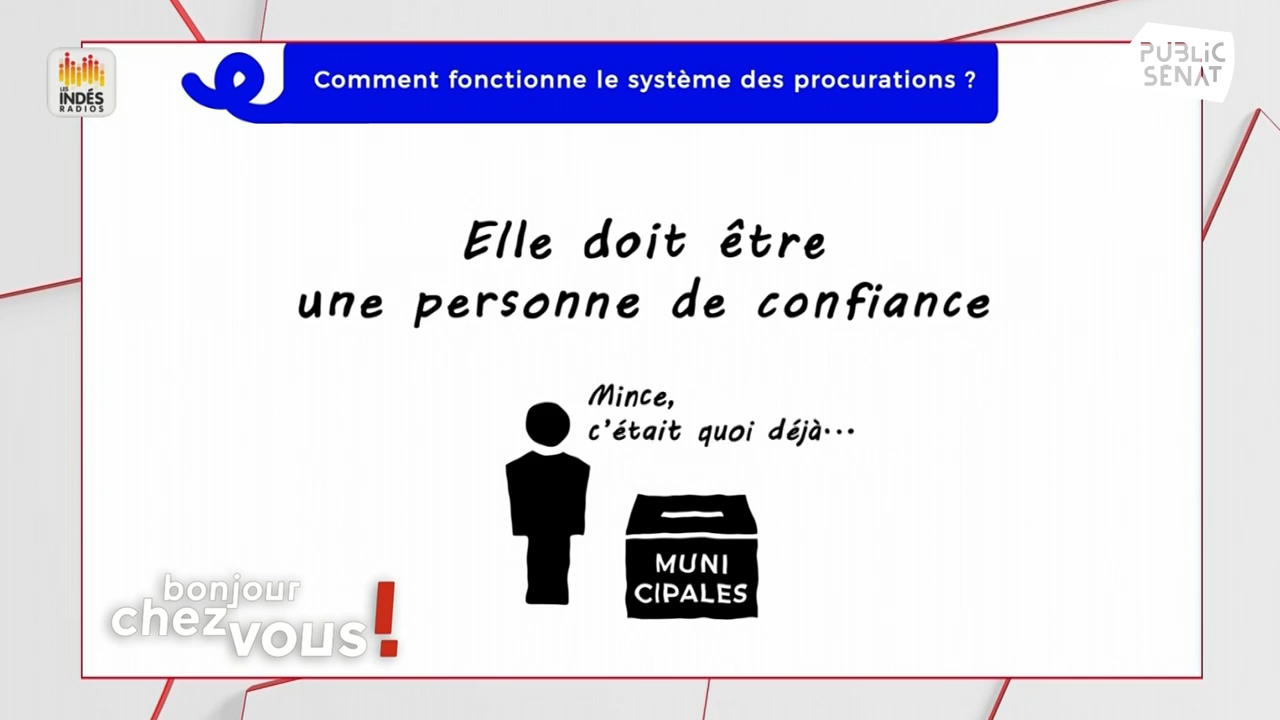 LES
INDÉS
RADIOS
Comment fonctionne le système des procurations ?
PUBLIC
SÉNAT
Elle doit être
une personne de confiance
Mince,
c'était quoi déjà...
MUNI
CIPALES
bonjour
chez vous !